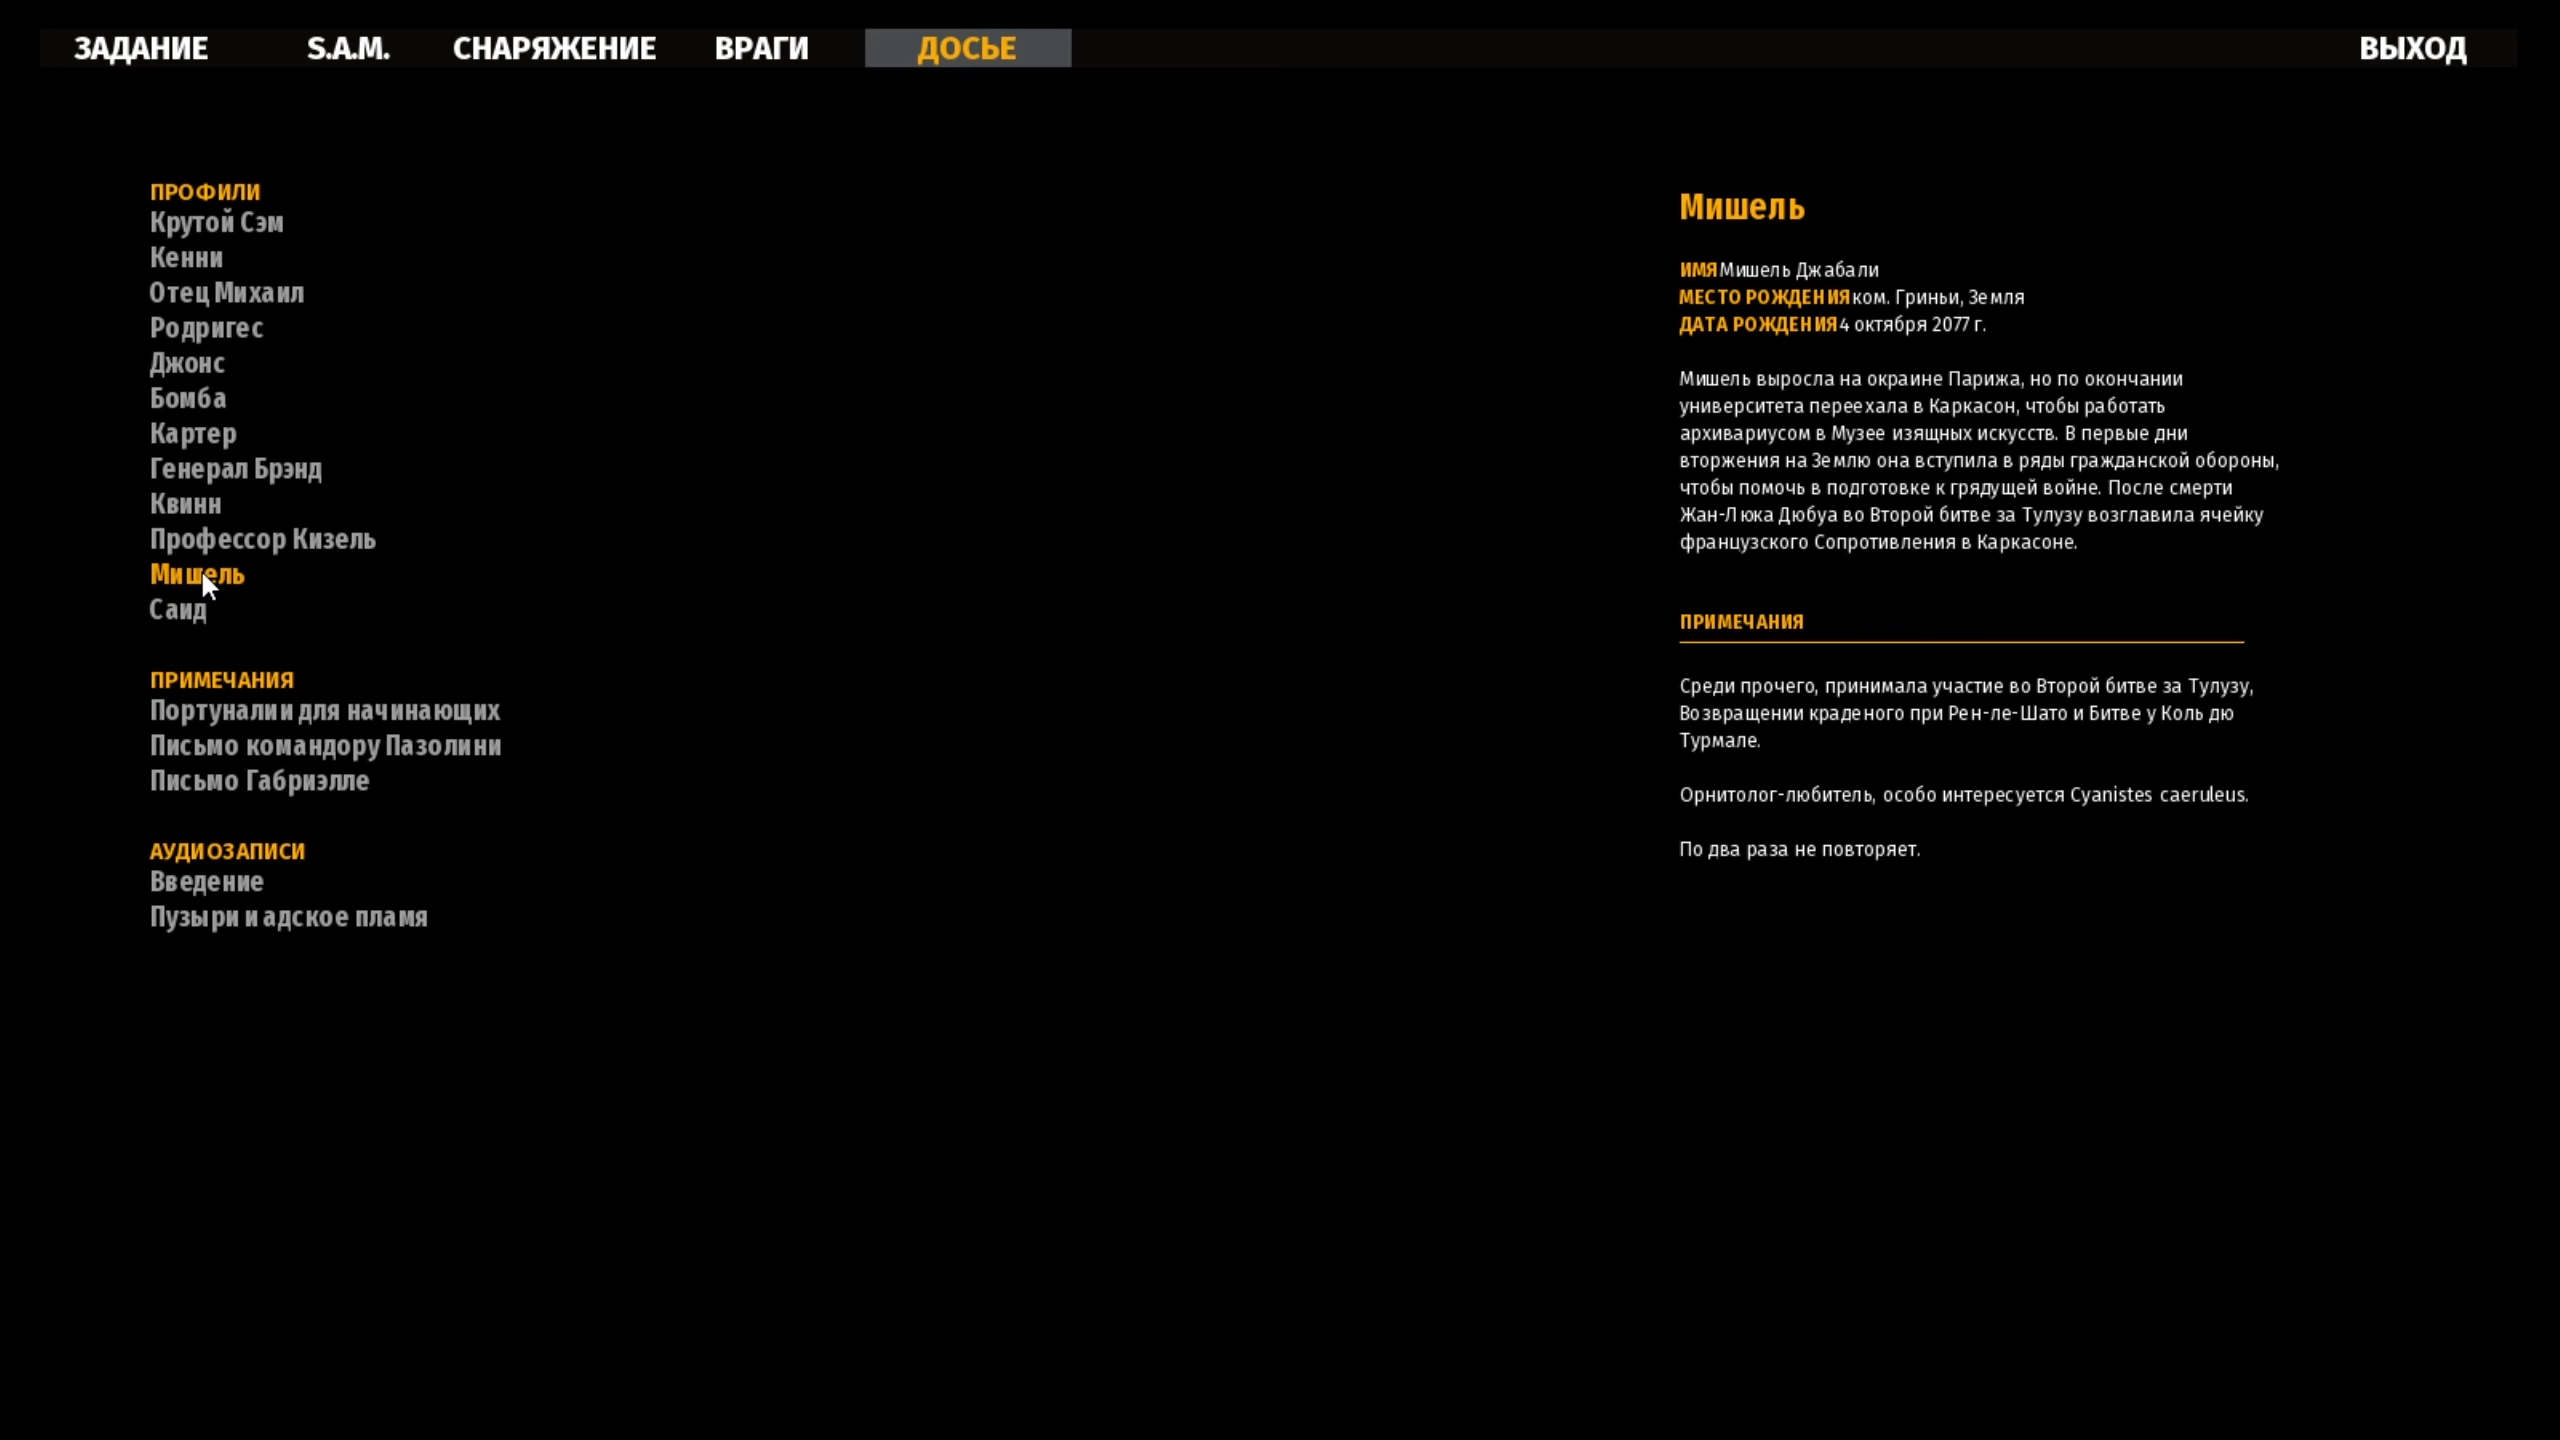 ЗАДАНИЕ S.A.M. СНАРЯЖЕНИЕ ВРАГИ ДОСЬЕ ВЫХОД
ПРОФИЛИ
Крутой Сэм
Кенни
Отец Михаил
Родригес
Джонс
Бомба
Картер
Генерал Брэнд
Квинн
Профессор Кизель
Мишель
Саид
ПРИМЕЧАНИЯ
Портуналии для начинающих
Письмо командору Пазолини
Письмо Габриэлле
АУДИОЗАПИСИ
Введение
Пузыри и адское пламя
Мишель
ИМЯ Мишель Джабали
МЕСТО РОЖДЕНИЯ ком. Гриньи, Земля
ДАТА РОЖДЕНИЯ 4 октября 2077 г.
Мишель выросла на окраине Парижа, но по окончании
университета переехала в Каркасон, чтобы работать
архивариусом в Музее изящных искусств. В первые дни
вторжения на Землю она вступила в ряды гражданской обороны,
чтобы помочь в подготовке к грядущей войне. После смерти
Жан-Люка Дюбуа во Второй битве за Тулузу возглавила ячейку
французского Сопротивления в Каркасоне.
ПРИМЕЧАНИЯ
Среди прочего, принимала участие во Второй битве за Тулузу,
Возвращении краденого при Рен-ле-Шато и Битве у Коль дю
Турмале.
Орнитолог-любитель, особо интересуется Cyanistes caeruleus.
По два раза не повторяет.